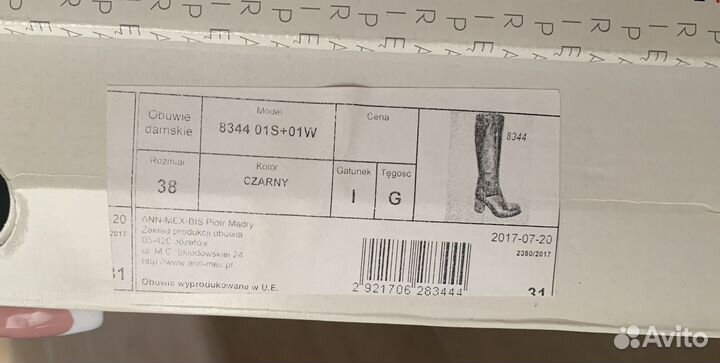 Obuwie damskie
Model
8344 01S+01W
Cena
8344
Rozmiar
38
Kolor
CZARNY
Gatunek
I
Tęgość
G
20
2017
31
ANN-MEX-BIS Piotr Mądry
Zakład produkcji obuwia
05-420 Józefów
ul. M.C. Skłodowskiej 24
http://www.ann-mex.pl
Obuwie wyprodukowane w U.E.
2017-07-20
2380/2017
2 921706 283444
31
Avito